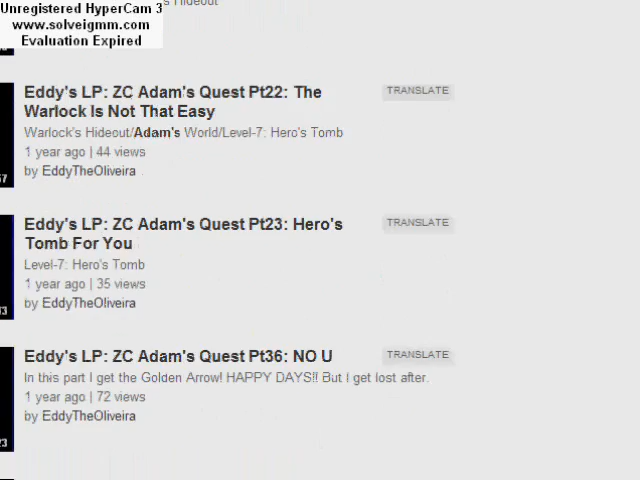 Unregistered HyperCam 3
www.solveigmm.com
Evaluation Expired
's Hideout
Eddy's LP: ZC Adam's Quest Pt22: The
Warlock Is Not That Easy
TRANSLATE
Warlock's Hideout/Adam's World/Level-7: Hero's Tomb
1 year ago | 44 views
by EddyTheOliveira
Eddy's LP: ZC Adam's Quest Pt23: Hero's
Tomb For You
TRANSLATE
Level-7: Hero's Tomb
1 year ago | 35 views
by EddyTheOliveira
Eddy's LP: ZC Adam's Quest Pt36: NO U
TRANSLATE
In this part I get the Golden Arrow! HAPPY DAYS!! But I get lost after.
1 year ago | 72 views
by EddyTheOliveira